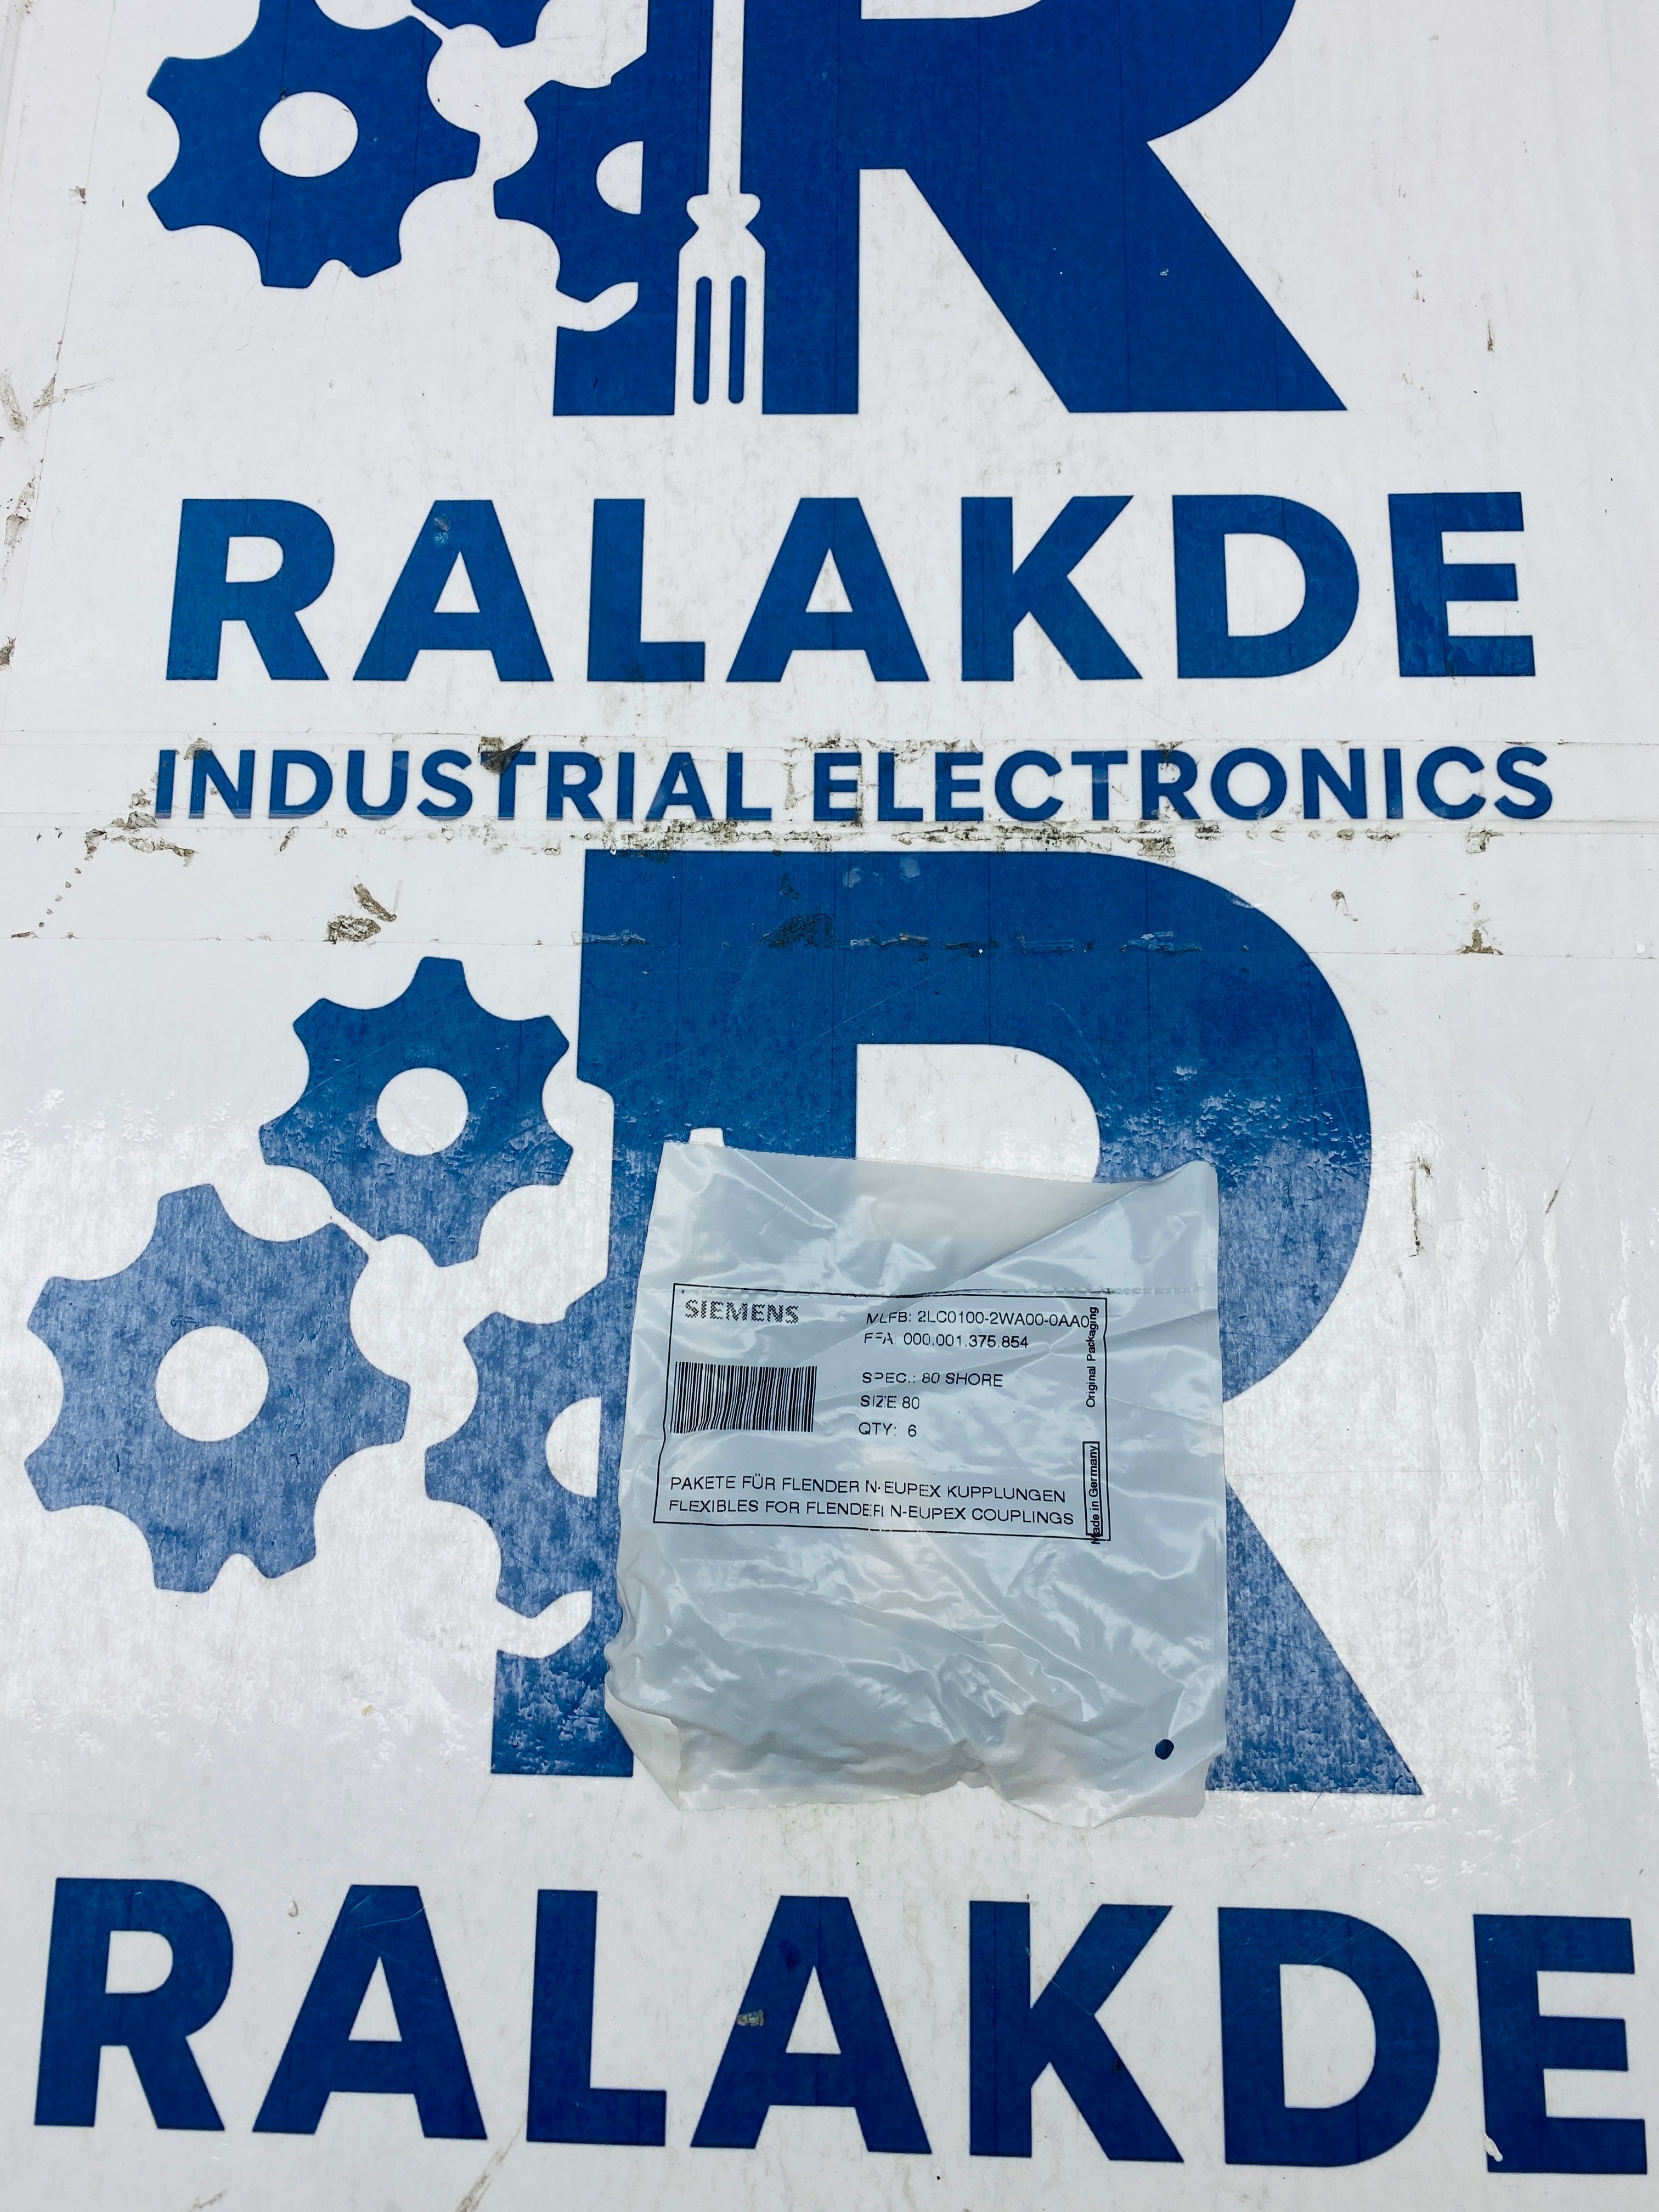 RALAKDE
INDUSTRIAL ELECTRONICS
SIEMENS
MLFB: 2LC0100-2WA00-0AA0
FFA 000.001.375.854
SPEC.: 80 SHORE
SIZE 80
QTY: 6
PAKETE FÜR FLENDER N-EUPEX KUPPLUNGEN
FLEXIBLES FOR FLENDER N-EUPEX COUPLINGS
Original Packaging
Made in Germany
RALAKDE